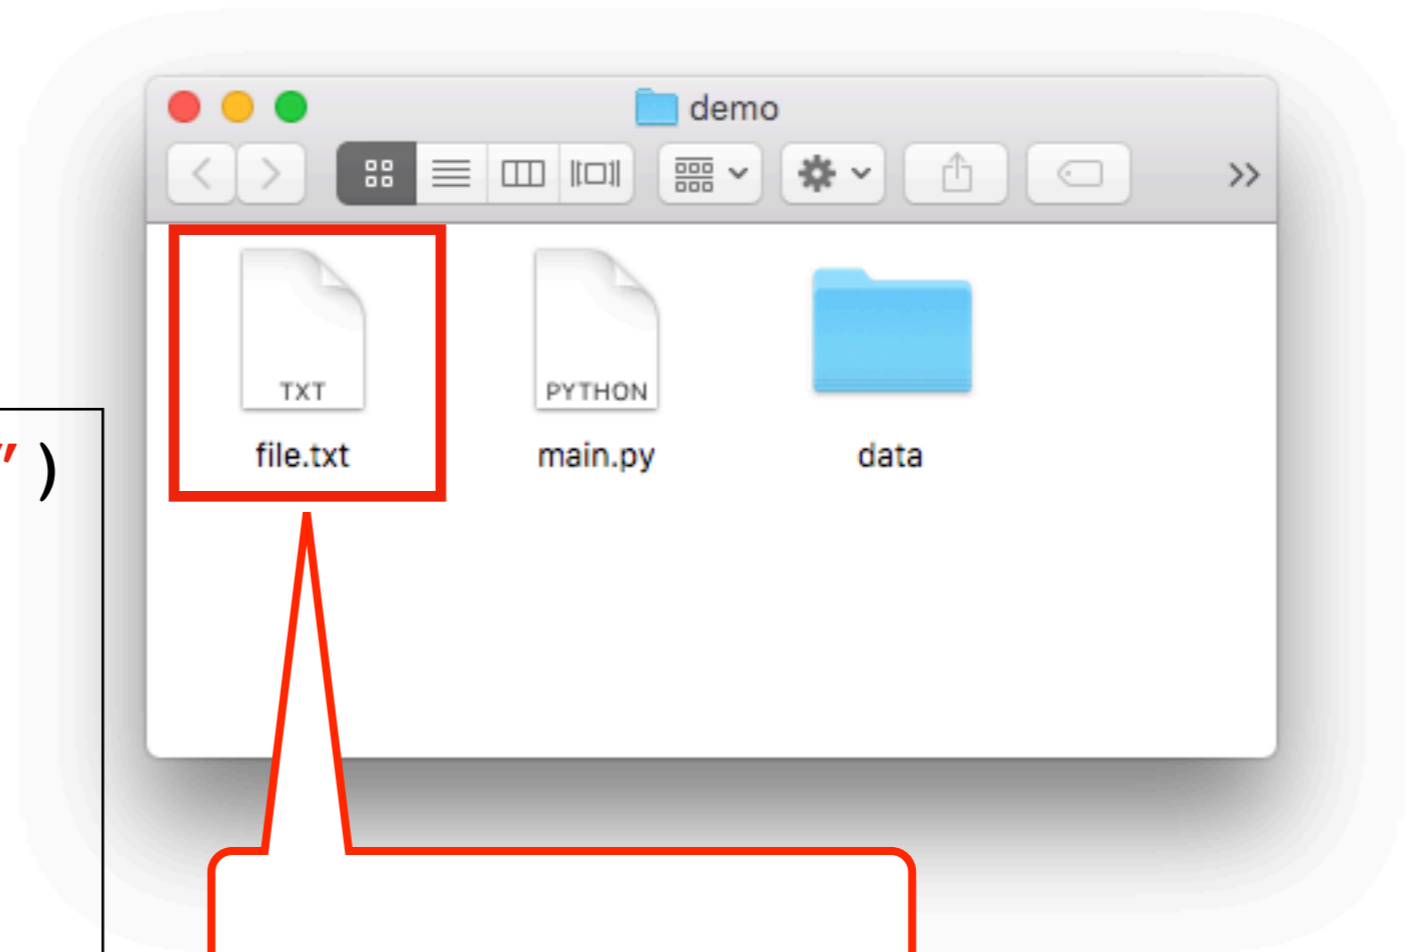 demo
TXT
PYTHON
file.txt
main.py
data
")